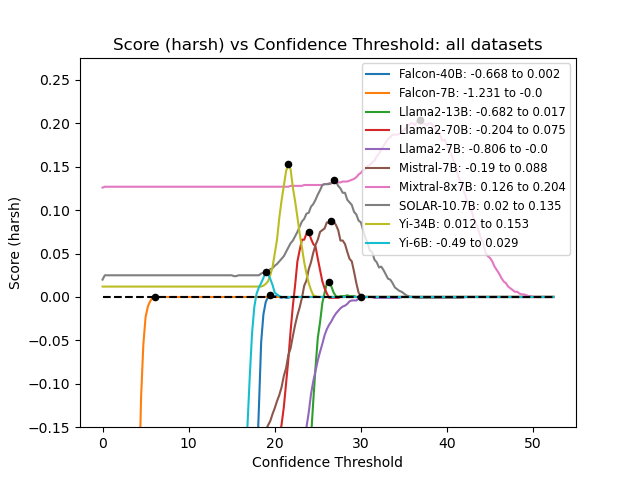 Score (harsh) vs Confidence Threshold: all datasets
Score (harsh)
0.25
0.20
0.15
0.10
0.05
0.00
−0.05
−0.10
−0.15
0
10
20
30
40
50
Confidence Threshold
Falcon-40B: -0.668 to 0.002
Falcon-7B: -1.231 to -0.0
Llama2-13B: -0.682 to 0.017
Llama2-70B: -0.204 to 0.075
Llama2-7B: -0.806 to -0.0
Mistral-7B: -0.19 to 0.088
Mixtral-8x7B: 0.126 to 0.204
SOLAR-10.7B: 0.02 to 0.135
Yi-34B: 0.012 to 0.153
Yi-6B: -0.49 to 0.029